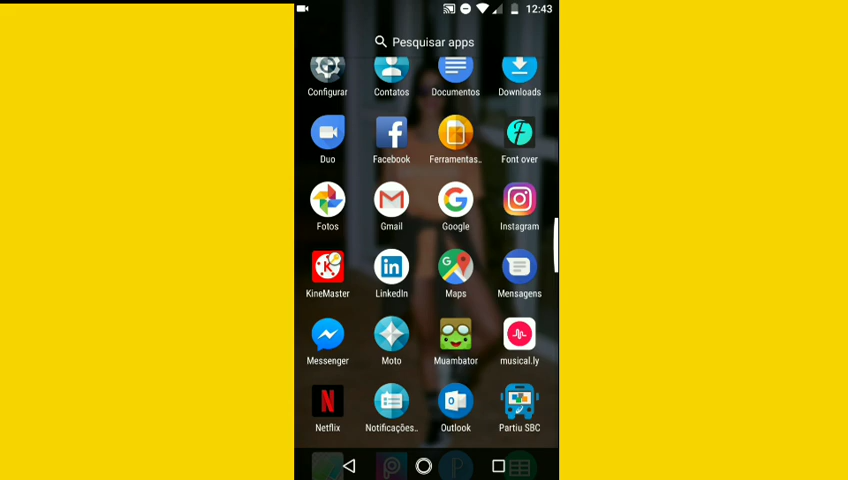 12:43
Pesquisar apps
Configurar Contatos Documentos Downloads
Duo Facebook Ferramentas.. Font over
Fotos Gmail Google Instagram
KineMaster LinkedIn Maps Mensagens
Messenger Moto Muambator musical.ly
Netflix Notificações.. Outlook Partiu SBC